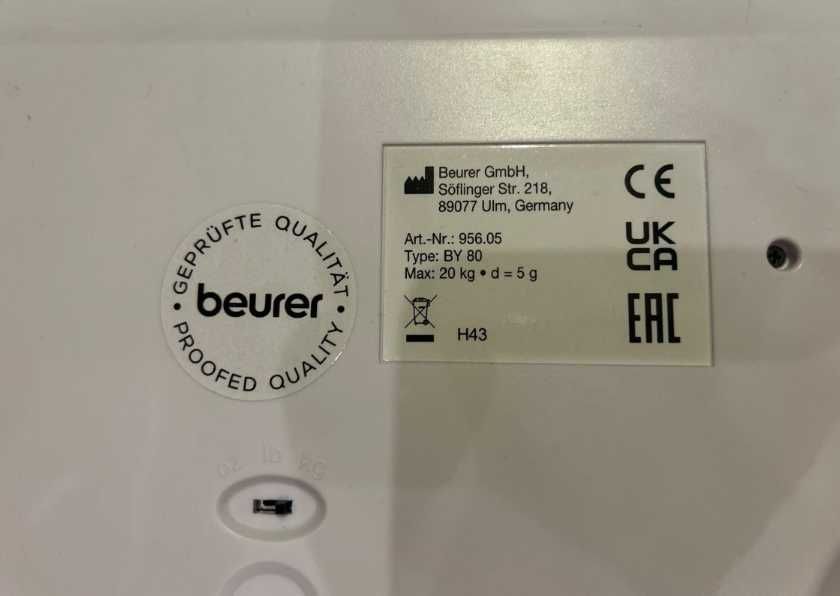 GEPRÜFTE QUALITÄT
beurer
PROOFED QUALITY
Beurer GmbH,
Söflinger Str. 218,
89077 Ulm, Germany
Art.-Nr.: 956.05
Type: BY 80
Max: 20 kg • d = 5 g
H43
CE
UK
CA
EAC
oz lb kg